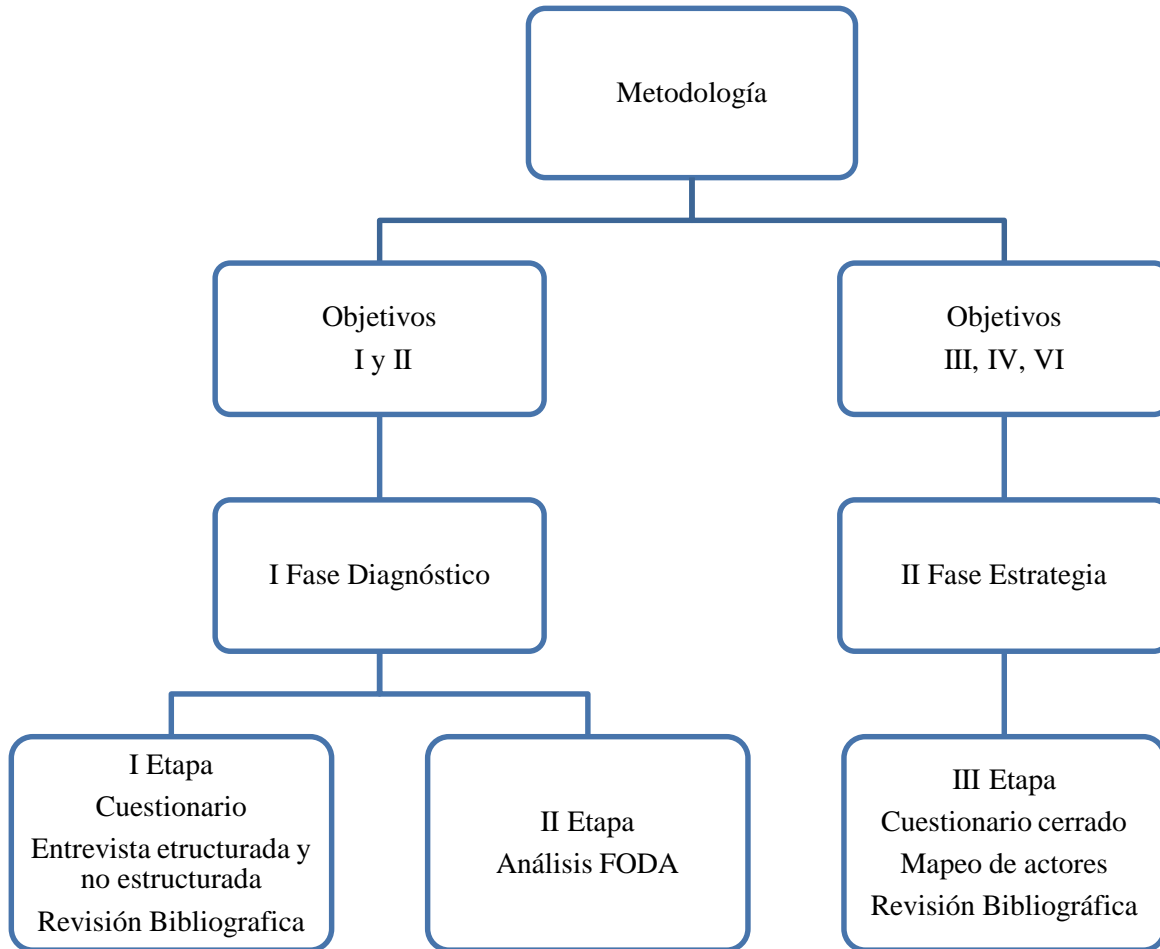 Metodología
Objetivos
I y II
Objetivos
III, IV, VI
I Fase Diagnóstico
II Fase Estrategia
I Etapa
Cuestionario
Entrevista etructurada y
no estructurada
Revisión Bibliografica
II Etapa
Análisis FODA
III Etapa
Cuestionario cerrado
Mapeo de actores
Revisión Bibliográfica